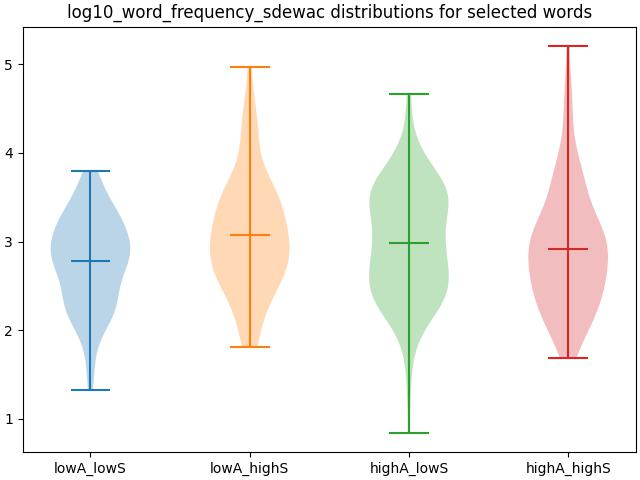 log10_word_frequency_sdewac distributions for selected words
5
4
3
2
1
lowA_lowS lowA_highS highA_lowS highA_highS